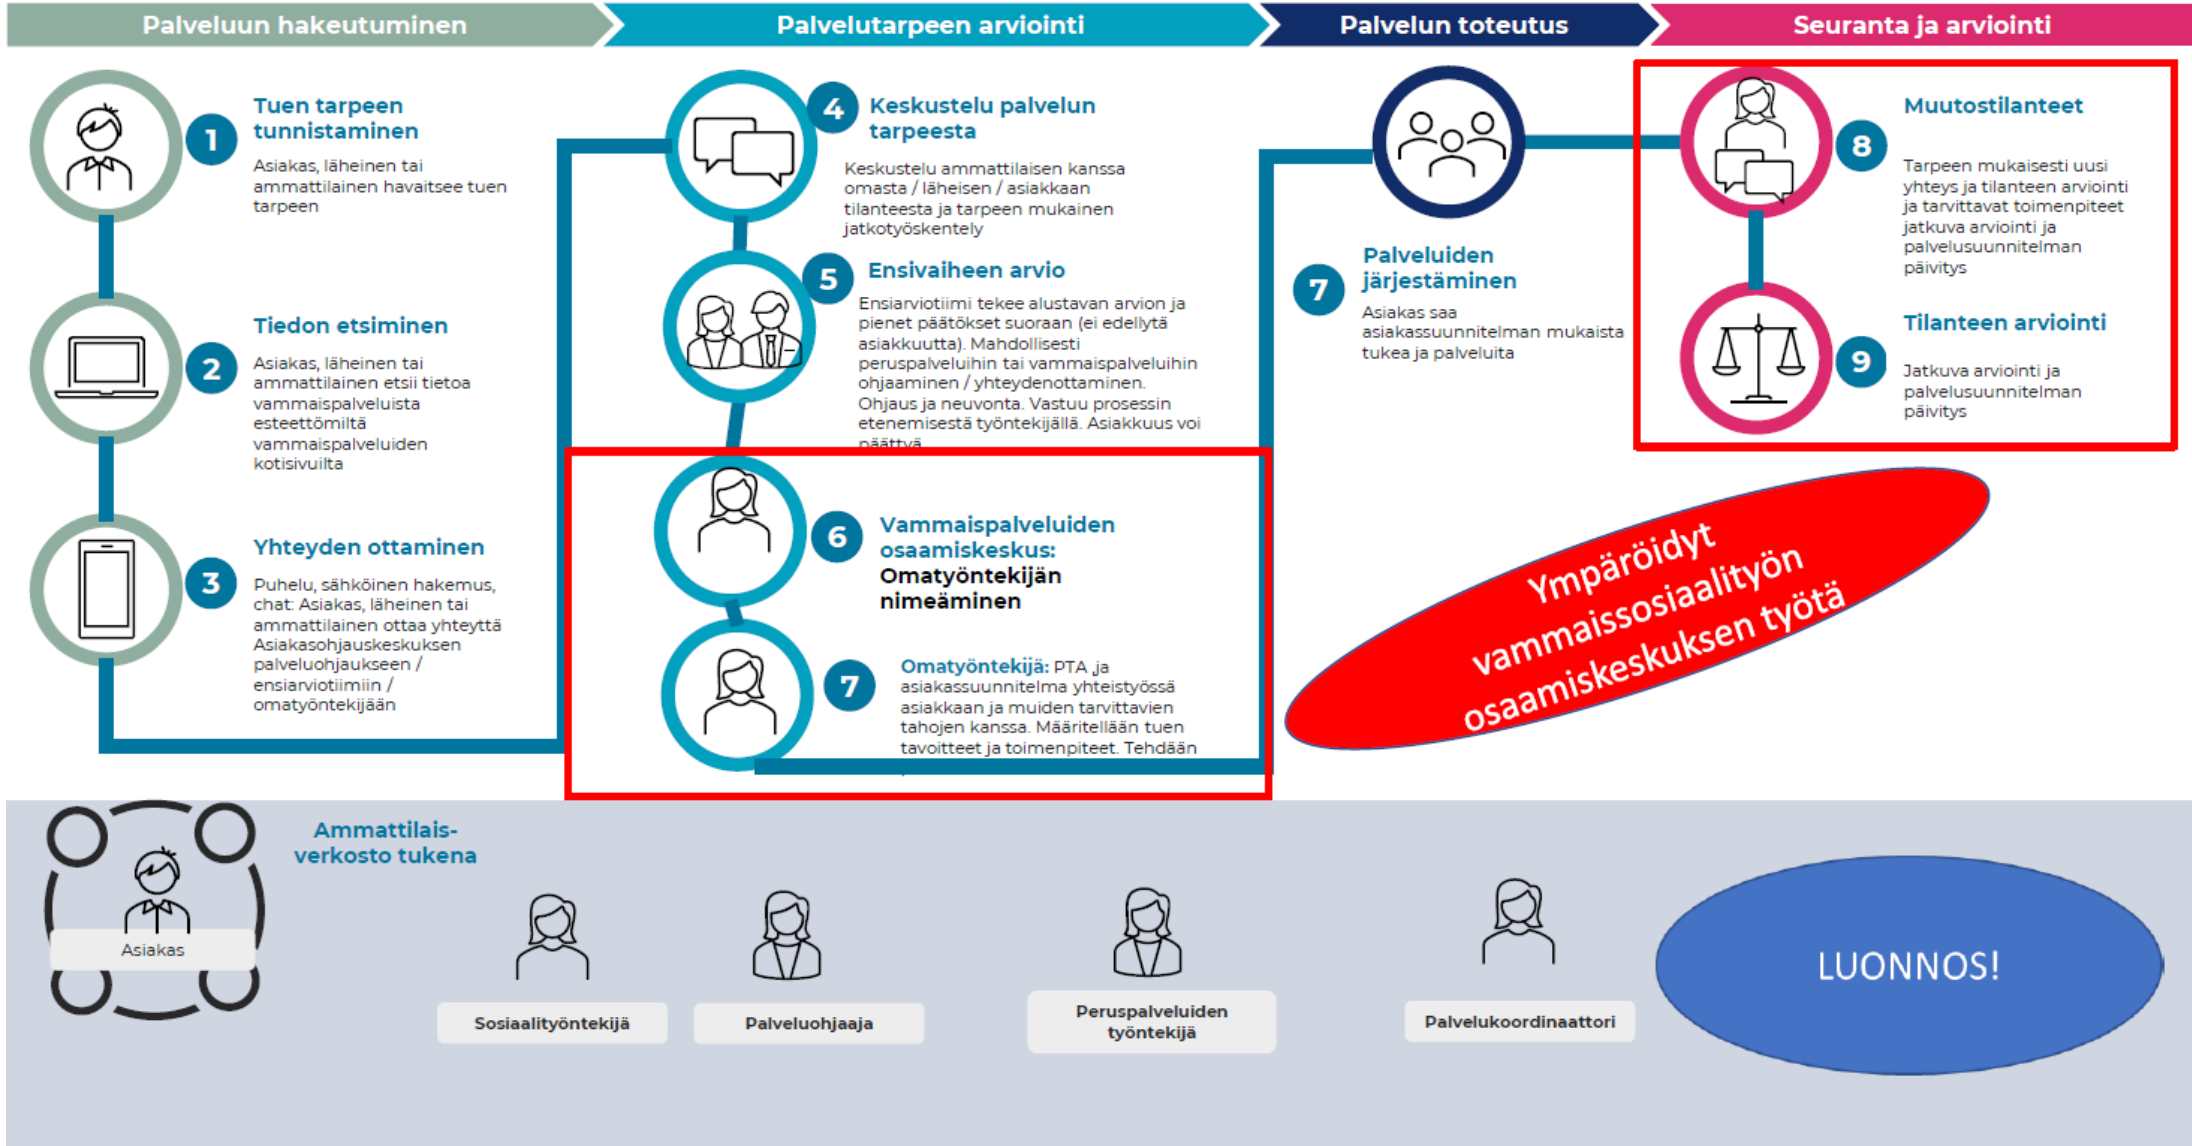 Palveluun hakeutuminen
Palvelutarpeen arviointi
Palvelun toteutus
Seuranta ja arviointi
1
Tuen tarpeen
tunnistaminen
Asiakas, läheinen tai
ammattilainen havaitsee tuen
tarpeen
2
Tiedon etsiminen
Asiakas, läheinen tai
ammattilainen etsii tietoa
vammaispalveluista
esteettömiltä
vammaispalveluiden
kotisivuilta
3
Yhteyden ottaminen
Puhelu, sähköinen hakemus,
chat: Asiakas, läheinen tai
ammattilainen ottaa yhteyttä
Asiakasohjauskeskuksen
palveluohjaukseen /
ensiarviotiimiin /
omatyöntekijään
4
Keskustelu palvelun
tarpeesta
Keskustelu ammattilaisen kanssa
omasta / läheisen / asiakkaan
tilanteesta ja tarpeen mukainen
jatkotyöskentely
5
Ensivaiheen arvio
Ensiarviotiimi tekee alustavan arvion ja
pienet päätökset suoraan (ei edellytä
asiakkuutta). Mahdollisesti
peruspalveluihin tai vammaispalveluihin
ohjaaminen / yhteydenottaminen.
Ohjaus ja neuvonta. Vastuu prosessin
etenemisestä työntekijällä. Asiakkuus voi
päättyä
6
Vammaispalveluiden
osaamiskeskus:
Omatyöntekijän
nimeäminen
7
Omatyöntekijä: PTA ja
asiakassuunnitelma yhteistyössä
asiakkaan ja muiden tarvittavien
tahojen kanssa. Määritellään tuen
tavoitteet ja toimenpiteet. Tehdään
7
Palveluiden
järjestäminen
Asiakas saa
asiakassuunnitelman mukaista
tukea ja palveluita
8
Muutostilanteet
Tarpeen mukaisesti uusi
yhteys ja tilanteen arviointi
ja tarvittavat toimenpiteet
jatkuva arviointi ja
palvelusuunnitelman
päivitys
9
Tilanteen arviointi
Jatkuva arviointi ja
palvelusuunnitelman
päivitys
Ympäröidyt
vammaissosiaalityön
osaamiskeskuksen työtä
Ammattilais-
verkosto tukena
Asiakas
Sosiaalityöntekijä
Palveluohjaaja
Peruspalveluiden
työntekijä
Palvelukoordinaattori
LUONNOS!